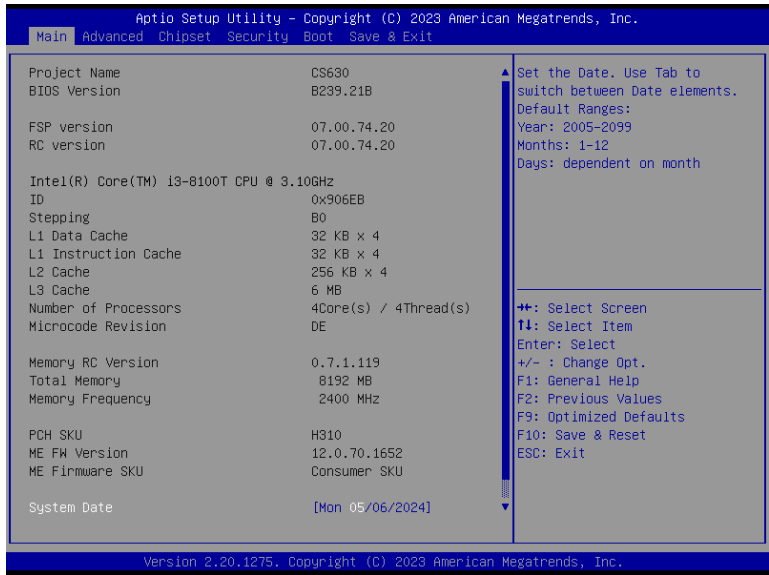 Aptio Setup Utility – Copyright (C) 2023 American Megatrends, Inc.
Main Advanced Chipset Security Boot Save & Exit
Project Name CS630
BIOS Version B239.21B
FSP version 07.00.74.20
RC version 07.00.74.20
Intel(R) Core(TM) i3-8100T CPU @ 3.10GHz
ID 0x906EB
Stepping B0
L1 Data Cache 32 KB x 4
L1 Instruction Cache 32 KB x 4
L2 Cache 256 KB x 4
L3 Cache 6 MB
Number of Processors 4Core(s) / 4Thread(s)
Microcode Revision DE
Memory RC Version 0.7.1.119
Total Memory 8192 MB
Memory Frequency 2400 MHz
PCH SKU H310
ME FW Version 12.0.70.1652
ME Firmware SKU Consumer SKU
System Date [Mon 05/06/2024]
Set the Date. Use Tab to
switch between Date elements.
Default Ranges:
Year: 2005-2099
Months: 1-12
Days: dependent on month
→←: Select Screen
↑↓: Select Item
Enter: Select
+/- : Change Opt.
F1: General Help
F2: Previous Values
F9: Optimized Defaults
F10: Save & Reset
ESC: Exit
Version 2.20.1275. Copyright (C) 2023 American Megatrends, Inc.